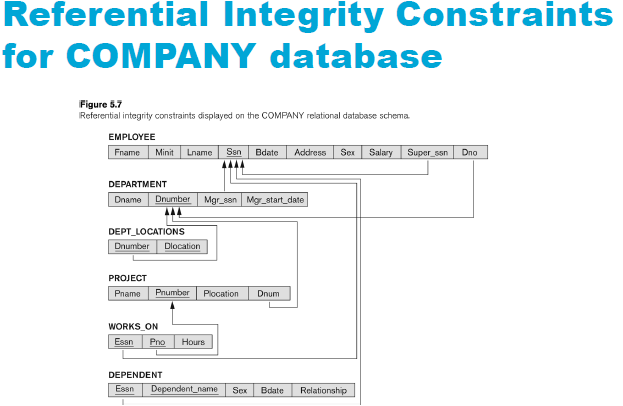 Referential Integrity Constraints
for COMPANY database
Figure 5.7
Referential integrity constraints displayed on the COMPANY relational database schema.
EMPLOYEE
Fname Minit Lname Ssn Bdate Address Sex Salary Super_ssn Dno
DEPARTMENT
Dname Dnumber Mgr_ssn Mgr_start_date
DEPT_LOCATIONS
Dnumber Dlocation
PROJECT
Pname Pnumber Plocation Dnum
WORKS_ON
Essn Pno Hours
DEPENDENT
Essn Dependent_name Sex Bdate Relationship